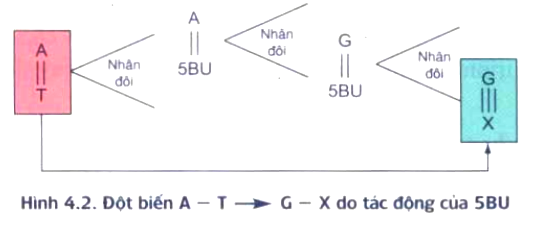 A
||
T
Nhân
đôi
A
||
5BU
Nhân
đôi
G
||
5BU
Nhân
đôi
G
|||
X
Hình 4.2. Đột biến A – T → G – X do tác động của 5BU